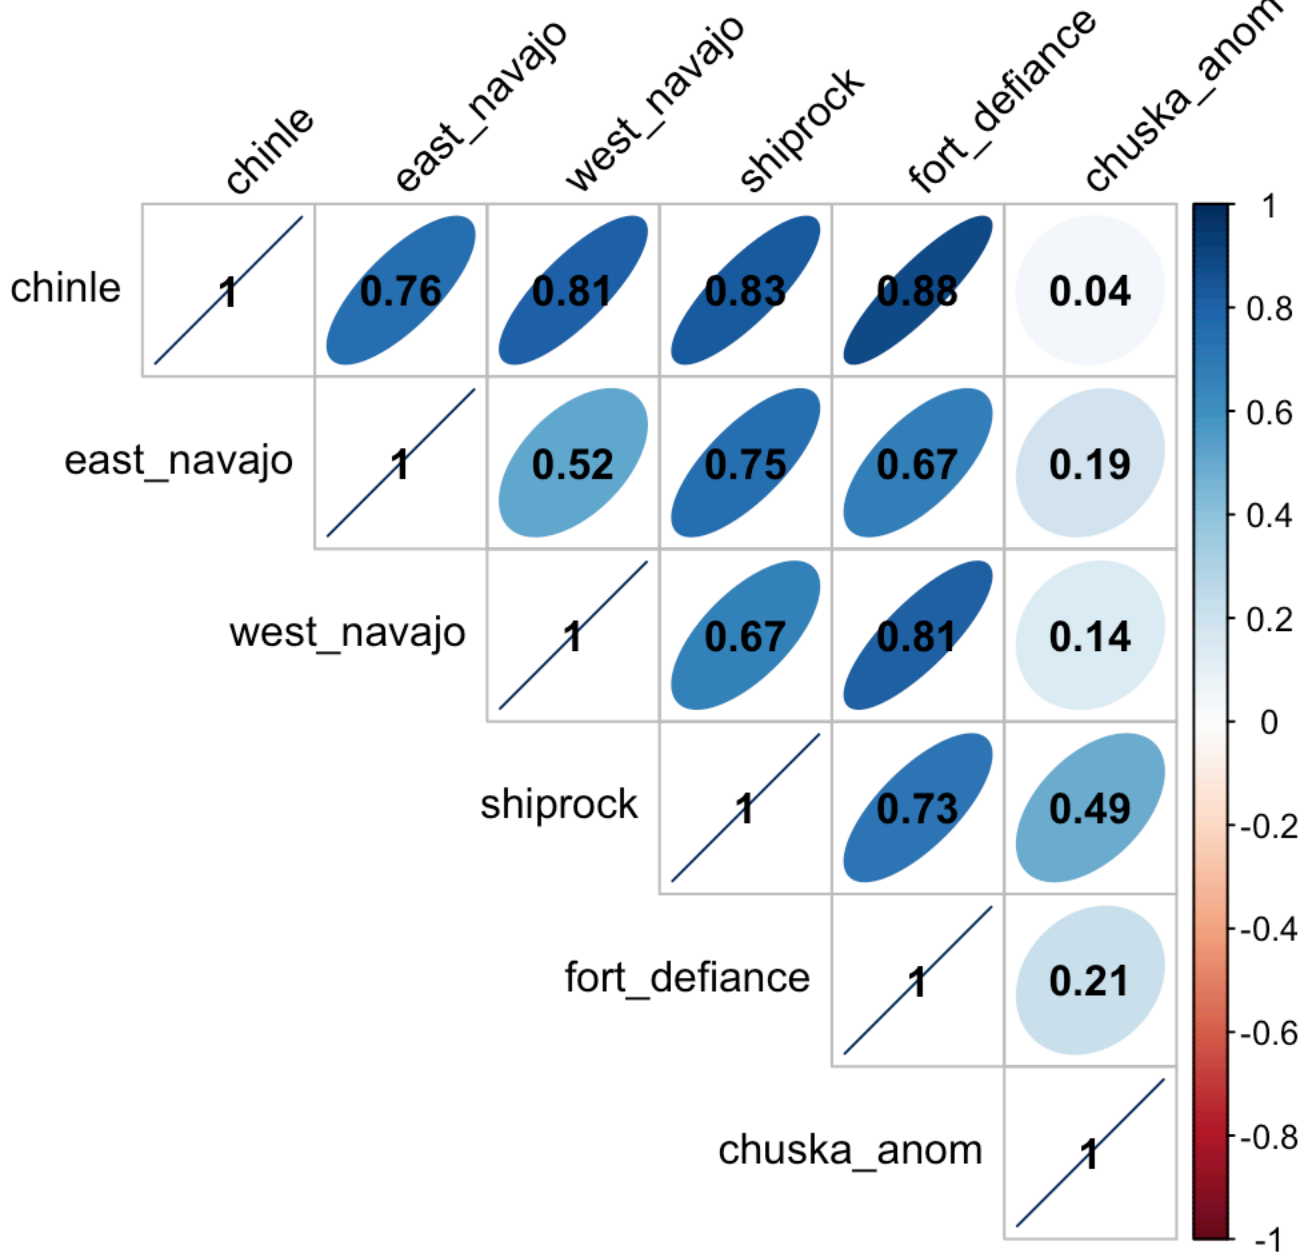 chinle east_navajo west_navajo shiprock fort_defiance chuska_anom
chinle 1 0.76 0.81 0.83 0.88 0.04
east_navajo 1 0.52 0.75 0.67 0.19
west_navajo 1 0.67 0.81 0.14
shiprock 1 0.73 0.49
fort_defiance 1 0.21
chuska_anom 1
1
0.8
0.6
0.4
0.2
0
-0.2
-0.4
-0.6
-0.8
-1